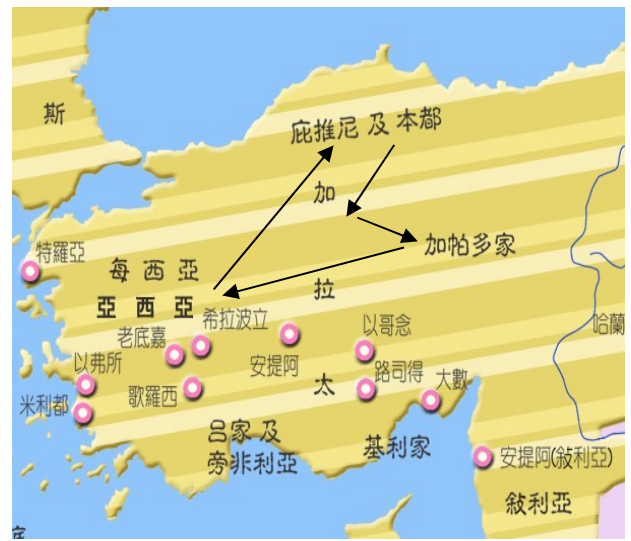 斯
庇推尼及本都
加
特羅亞
加帕多家
每西亞
亞西亞
拉
哈蘭
希拉波立
老底嘉
以哥念
以弗所
安提阿
路司得
大數
米利都
歌羅西
太
呂家及
旁非利亞
基利家
安提阿(敍利亞)
敍利亞